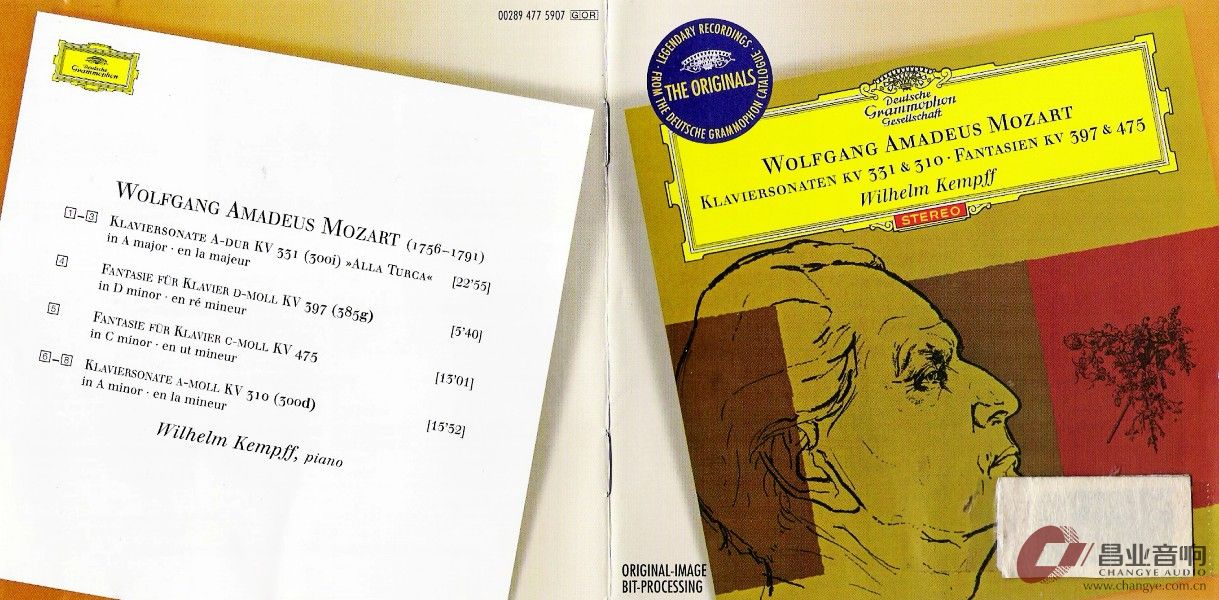 00289 477 5907 GOR
Deutsche
Grammophon
WOLFGANG AMADEUS MOZART (1756–1791)
1–3 KLAVIERSONATE A-DUR KV 331 (300i) »ALLA TURCA«
in A major · en la majeur [22'55]
4 FANTASIE FÜR KLAVIER D-MOLL KV 397 (385g)
in D minor · en ré mineur [5'40]
5 FANTASIE FÜR KLAVIER C-MOLL KV 475
in C minor · en ut mineur [13'01]
6–8 KLAVIERSONATE A-MOLL KV 310 (300d)
in A minor · en la mineur [15'52]
Wilhelm Kempff, piano
LEGENDARY RECORDINGS
THE ORIGINALS
FROM THE DEUTSCHE GRAMMOPHON CATALOGUE
Deutsche
Grammophon
Gesellschaft
WOLFGANG AMADEUS MOZART
KLAVIERSONATEN KV 331 & 310 · FANTASIEN KV 397 & 475
Wilhelm Kempff
STEREO
ORIGINAL-IMAGE
BIT-PROCESSING
昌业音响
CHANGYE AUDIO
www.changye.com.cn